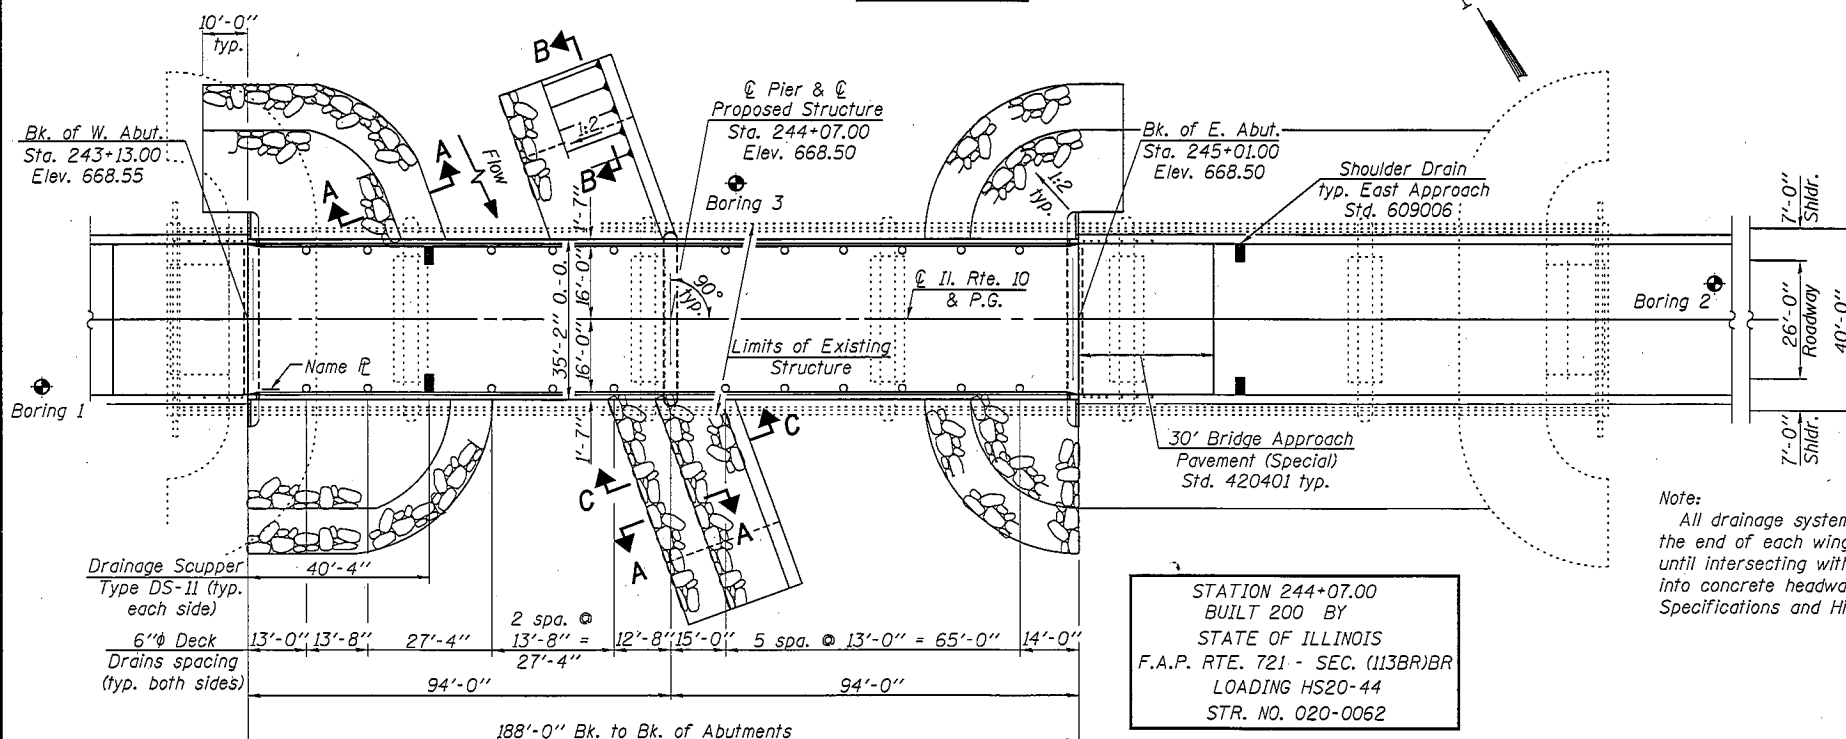 10'-0"
typ.
Bk. of W. Abut.
Sta. 243+13.00
Elev. 668.55
A
A
Flow
B
B
1:2
℄ Pier & ℄
Proposed Structure
Sta. 244+07.00
Elev. 668.50
Boring 3
Bk. of E. Abut.
Sta. 245+01.00
Elev. 668.50
1:2
typ.
Shoulder Drain
typ. East Approach
Std. 609006
7'-0"
Shldr.
1'-7"
35'-2" O.-O.
16'-0"
16'-0"
1'-7"
90°
typ.
℄ Il. Rte. 10
& P.G.
Limits of Existing
Structure
Name ℙ
Boring 1
Boring 2
26'-0"
Roadway
40'-0"
7'-0"
Shldr.
30' Bridge Approach
Pavement (Special)
Std. 420401 typ.
C
C
A
A
Note:
All drainage system
the end of each wing
until intersecting with
into concrete headwa
Specifications and Hi
Drainage Scupper
Type DS-11 (typ.
each side)
40'-4"
6"φ Deck
Drains spacing
(typ. both sides)
13'-0" 13'-8" 27'-4"
2 spa. @
13'-8" =
27'-4"
12'-8" 15'-0" 5 spa. @ 13'-0" = 65'-0" 14'-0"
94'-0" 94'-0"
188'-0" Bk. to Bk. of Abutments
STATION 244+07.00
BUILT 200 BY
STATE OF ILLINOIS
F.A.P. RTE. 721 - SEC. (113BR)BR
LOADING HS20-44
STR. NO. 020-0062